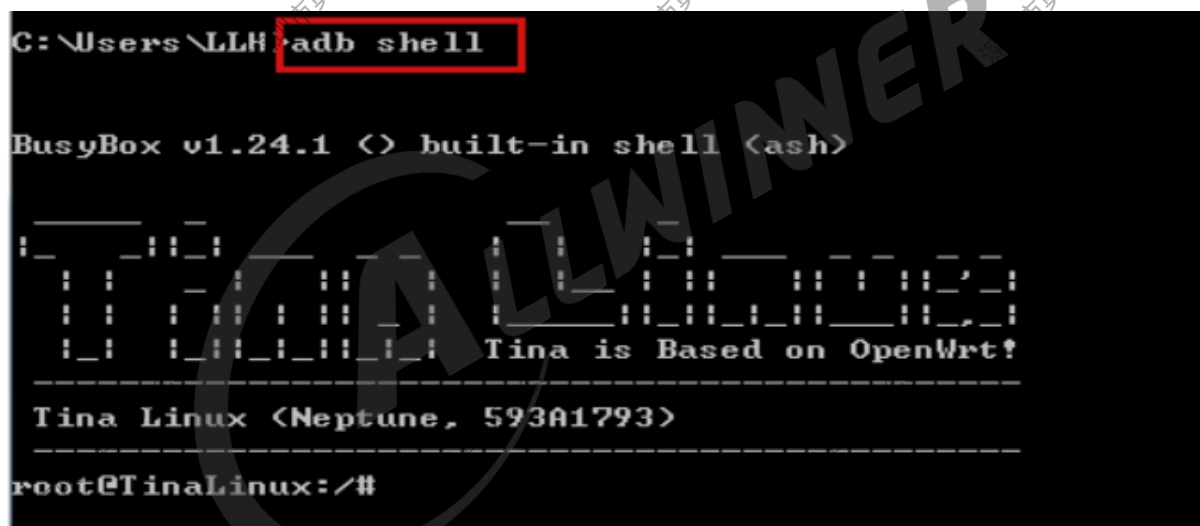 C:\Users\LLH>adb shell
BusyBox v1.24.1 () built-in shell (ash)
Tina is Based on OpenWrt!
Tina Linux (Neptune, 593A1793)
root@TinaLinux:/#
ALLWINNER